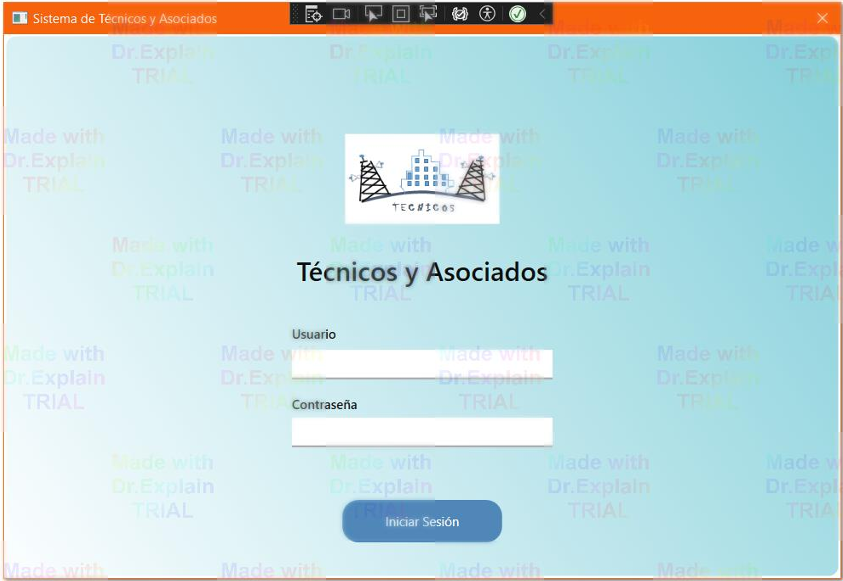 Sistema de Técnicos y Asociados
Made with
Dr.Explain
TRIAL
TECNICOS
Técnicos y Asociados
Usuario
Contraseña
Iniciar Sesión